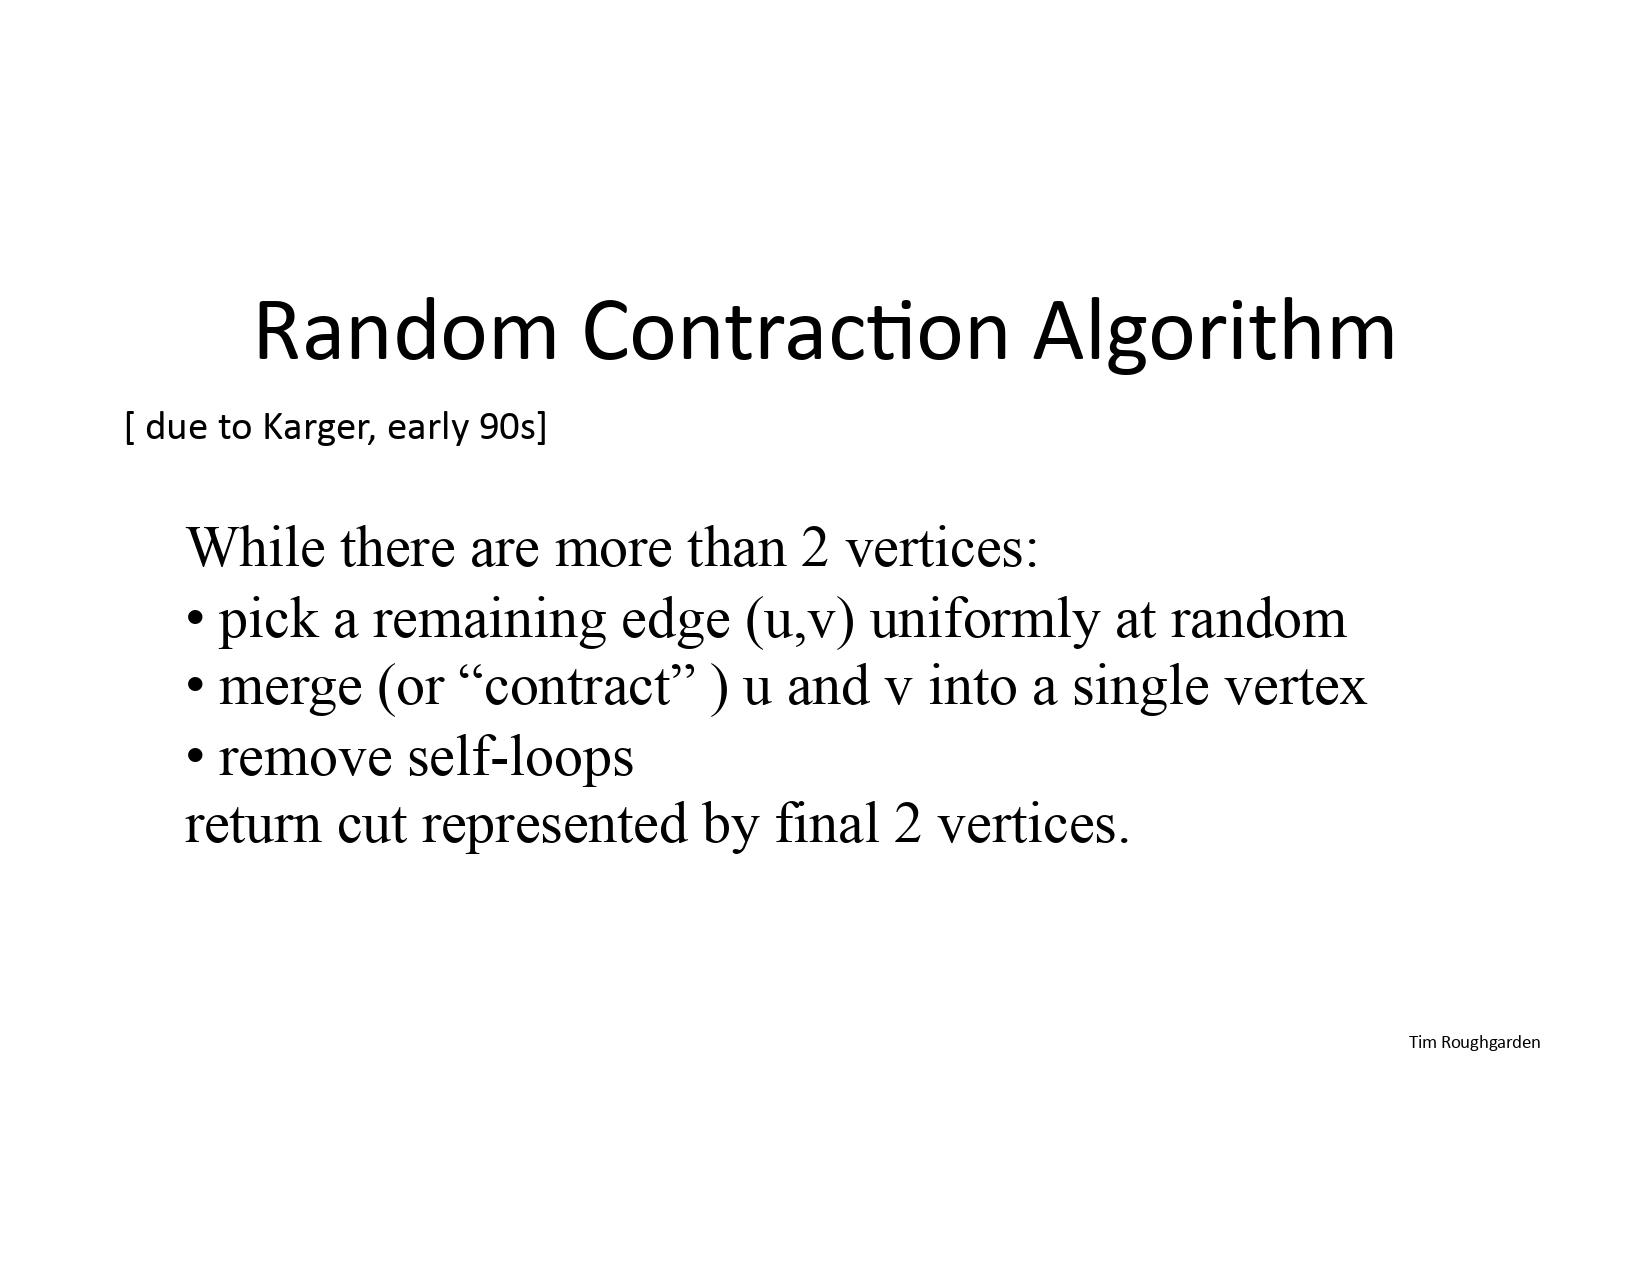 Random Contraction Algorithm
[ due to Karger, early 90s]
While there are more than 2 vertices:
• pick a remaining edge (u,v) uniformly at random
• merge (or “contract” ) u and v into a single vertex
• remove self-loops
return cut represented by final 2 vertices.
Tim Roughgarden